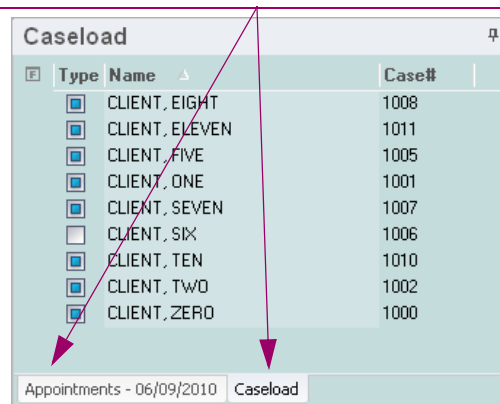 Caseload
F Type Name Case#
CLIENT, EIGHT 1008
CLIENT, ELEVEN 1011
CLIENT, FIVE 1005
CLIENT, ONE 1001
CLIENT, SEVEN 1007
CLIENT, SIX 1006
CLIENT, TEN 1010
CLIENT, TWO 1002
CLIENT, ZERO 1000
Appointments - 06/09/2010 Caseload